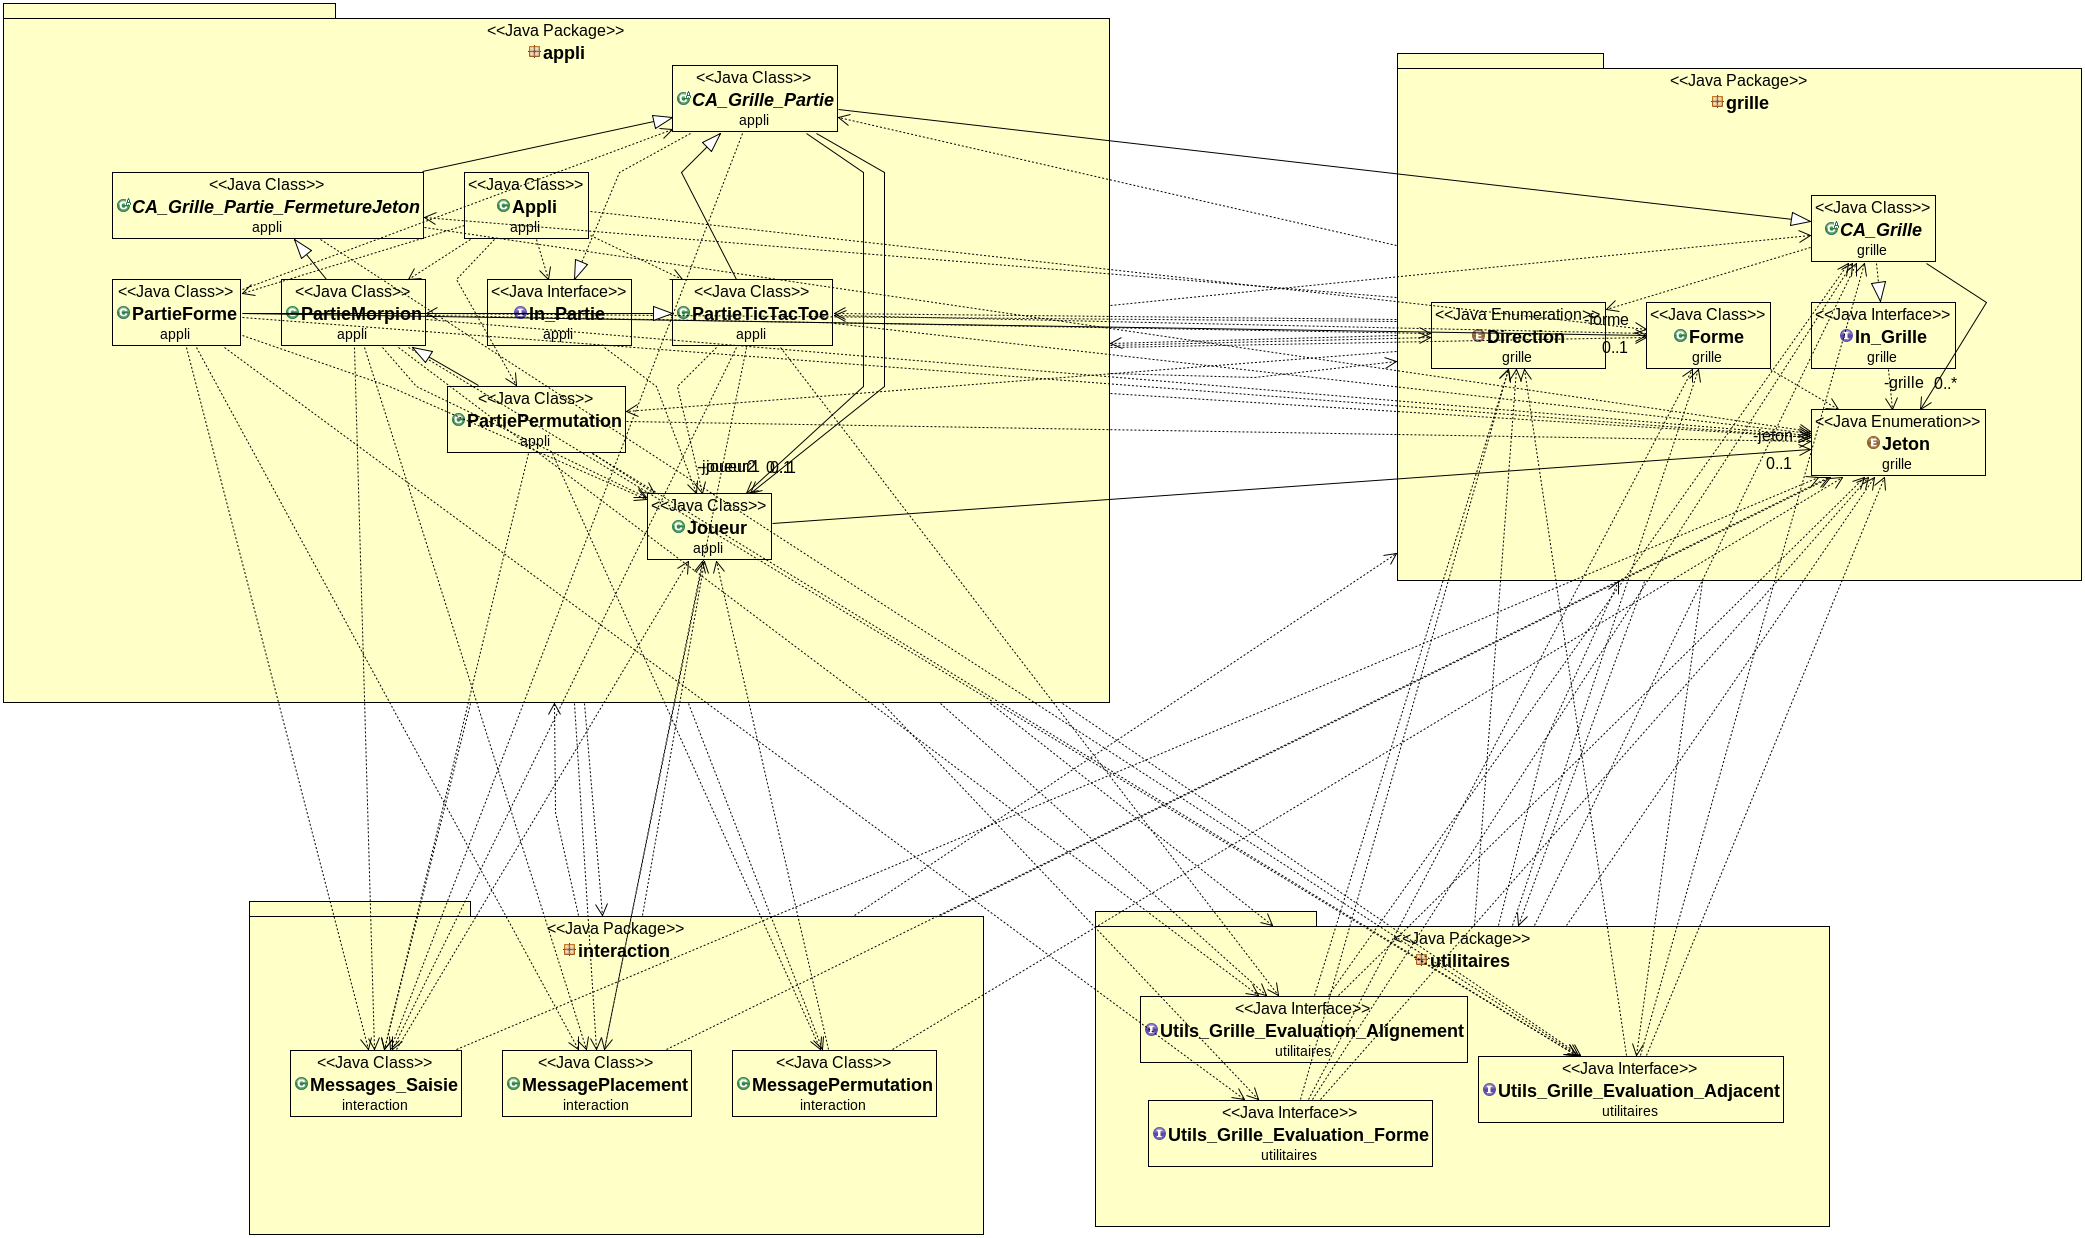 <<Java Package>>
appli
<<Java Class>>
CA_Grille_Partie
appli
<<Java Class>>
CA_Grille_Partie_FermetureJeton
appli
<<Java Class>>
Appli
appli
<<Java Class>>
PartieForme
appli
<<Java Class>>
PartieMorpion
appli
<<Java Interface>>
In_Partie
appli
<<Java Class>>
PartieTicTacToe
appli
<<Java Class>>
PartiePermutation
appli
-joueur1
-joueur2
0..1
0..1
<<Java Class>>
Joueur
appli
<<Java Package>>
grille
<<Java Class>>
CA_Grille
grille
<<Java Enumeration>>
Direction
grille
-forme
0..1
<<Java Class>>
Forme
grille
<<Java Interface>>
In_Grille
grille
-grille
0..*
<<Java Enumeration>>
Jeton
grille
-jeton
0..1
<<Java Package>>
interaction
<<Java Class>>
Messages_Saisie
interaction
<<Java Class>>
MessagePlacement
interaction
<<Java Class>>
MessagePermutation
interaction
<<Java Package>>
utilitaires
<<Java Interface>>
Utils_Grille_Evaluation_Alignement
utilitaires
<<Java Interface>>
Utils_Grille_Evaluation_Adjacent
utilitaires
<<Java Interface>>
Utils_Grille_Evaluation_Forme
utilitaires